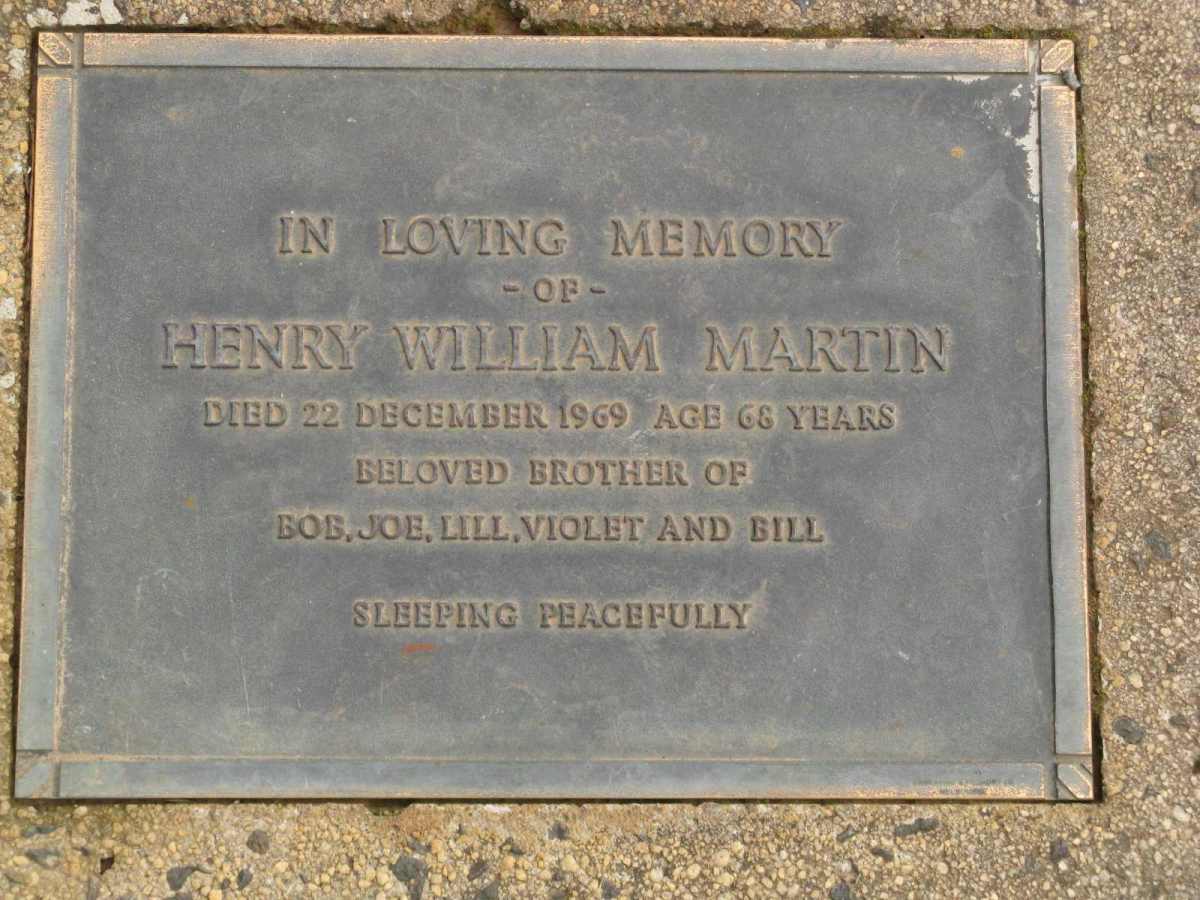 IN LOVING MEMORY
- OF -
HENRY WILLIAM MARTIN
DIED 22 DECEMBER 1969 AGE 68 YEARS
BELOVED BROTHER OF
BOB, JOE, LILL, VIOLET AND BILL
SLEEPING PEACEFULLY